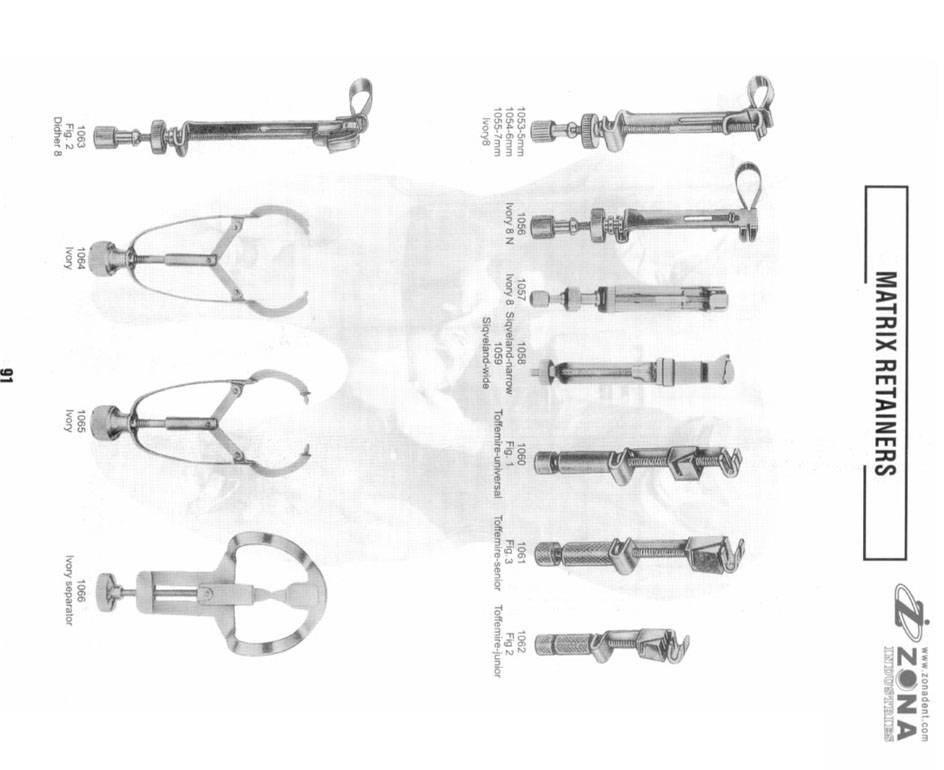 www.zonadent.com
ZONA
INDUSTRIES
MATRIX RETAINERS
1053-5mm
1054-6mm
1055-7mm
Ivory8
1056
Ivory 8 N
1057
Ivory 8
1058
Siqveland-narrow
1059
Siqveland-wide
1060
Fig. 1
Toffemire-universal
1061
Fig. 3
Toffemire-senior
1062
Fig 2
Toffemire-junior
1063
Fig. 2
Didher 8
1064
Ivory
1065
Ivory
1066
Ivory separator
91